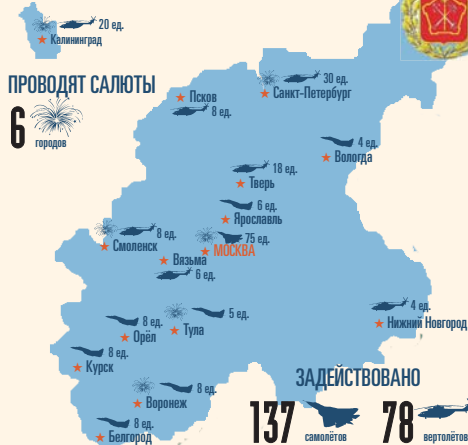 20 ед.
Калининград
ПРОВОДЯТ САЛЮТЫ
6
городов
30 ед.
Санкт-Петербург
Псков
8 ед.
4 ед.
Вологда
18 ед.
Тверь
6 ед.
Ярославль
75 ед.
МОСКВА
8 ед.
Смоленск
Вязьма
6 ед.
5 ед.
Тула
8 ед.
Орёл
8 ед.
Курск
4 ед.
Нижний Новгород
8 ед.
Воронеж
8 ед.
Белгород
ЗАДЕЙСТВОВАНО
137
самолётов
78
вертолётов